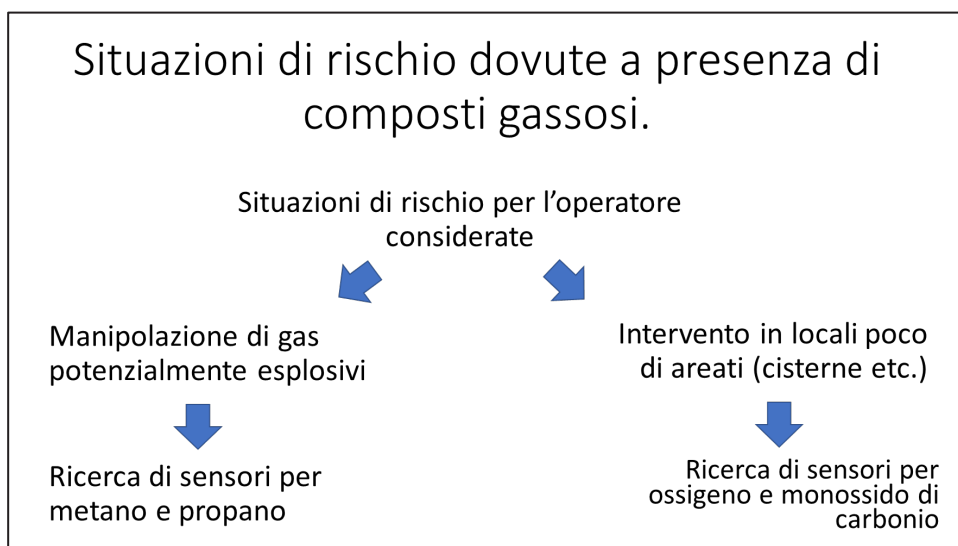 Situazioni di rischio dovute a presenza di
composti gassosi.
Situazioni di rischio per l'operatore
considerate
Manipolazione di gas
potenzialmente esplosivi
Intervento in locali poco
di areati (cisterne etc.)
Ricerca di sensori per
metano e propano
Ricerca di sensori per
ossigeno e monossido di
carbonio